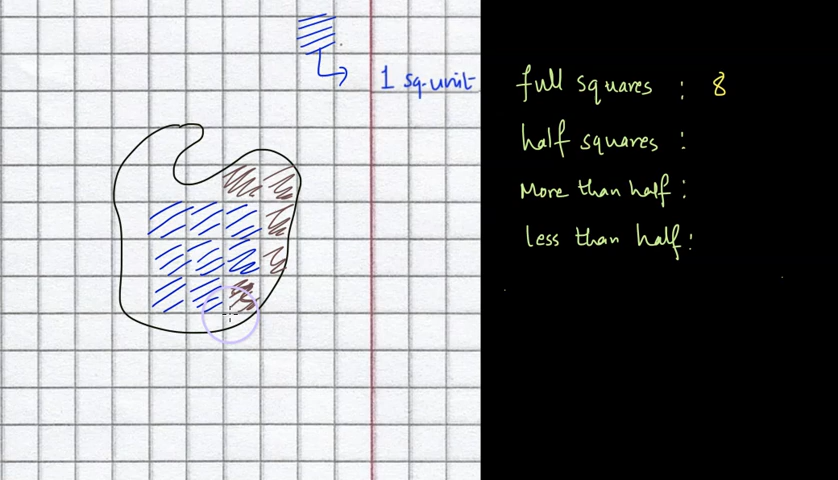 1 sq-unit
full squares : 8
half squares :
More than half :
less than half :